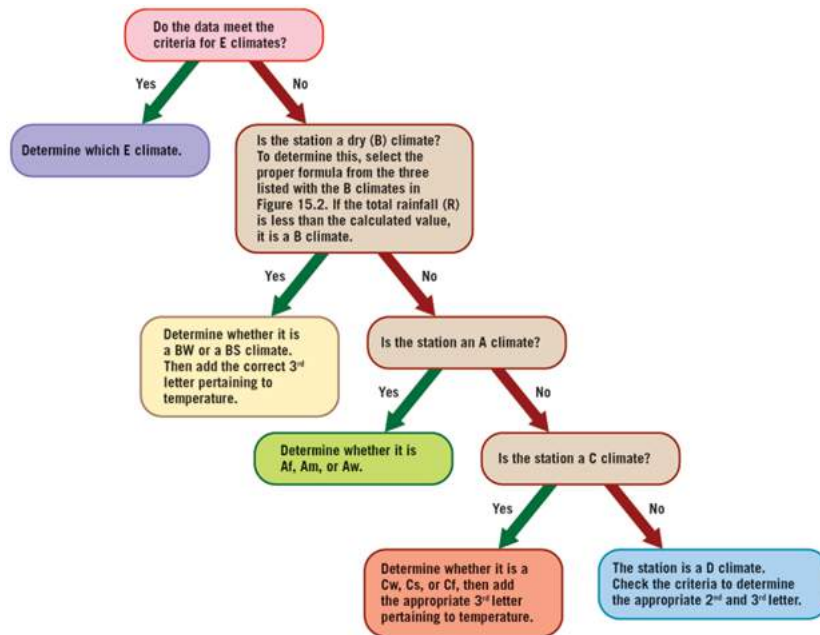 Do the data meet the
criteria for E climates?
Yes
No
Determine which E climate.
Is the station a dry (B) climate?
To determine this, select the
proper formula from the three
listed with the B climates in
Figure 15.2. If the total rainfall (R)
is less than the calculated value,
it is a B climate.
Yes
No
Determine whether it is
a BW or a BS climate.
Then add the correct 3rd
letter pertaining to
temperature.
Is the station an A climate?
Yes
No
Determine whether it is
Af, Am, or Aw.
Is the station a C climate?
Yes
No
Determine whether it is a
Cw, Cs, or Cf, then add
the appropriate 3rd letter
pertaining to temperature.
The station is a D climate.
Check the criteria to determine
the appropriate 2nd and 3rd letter.